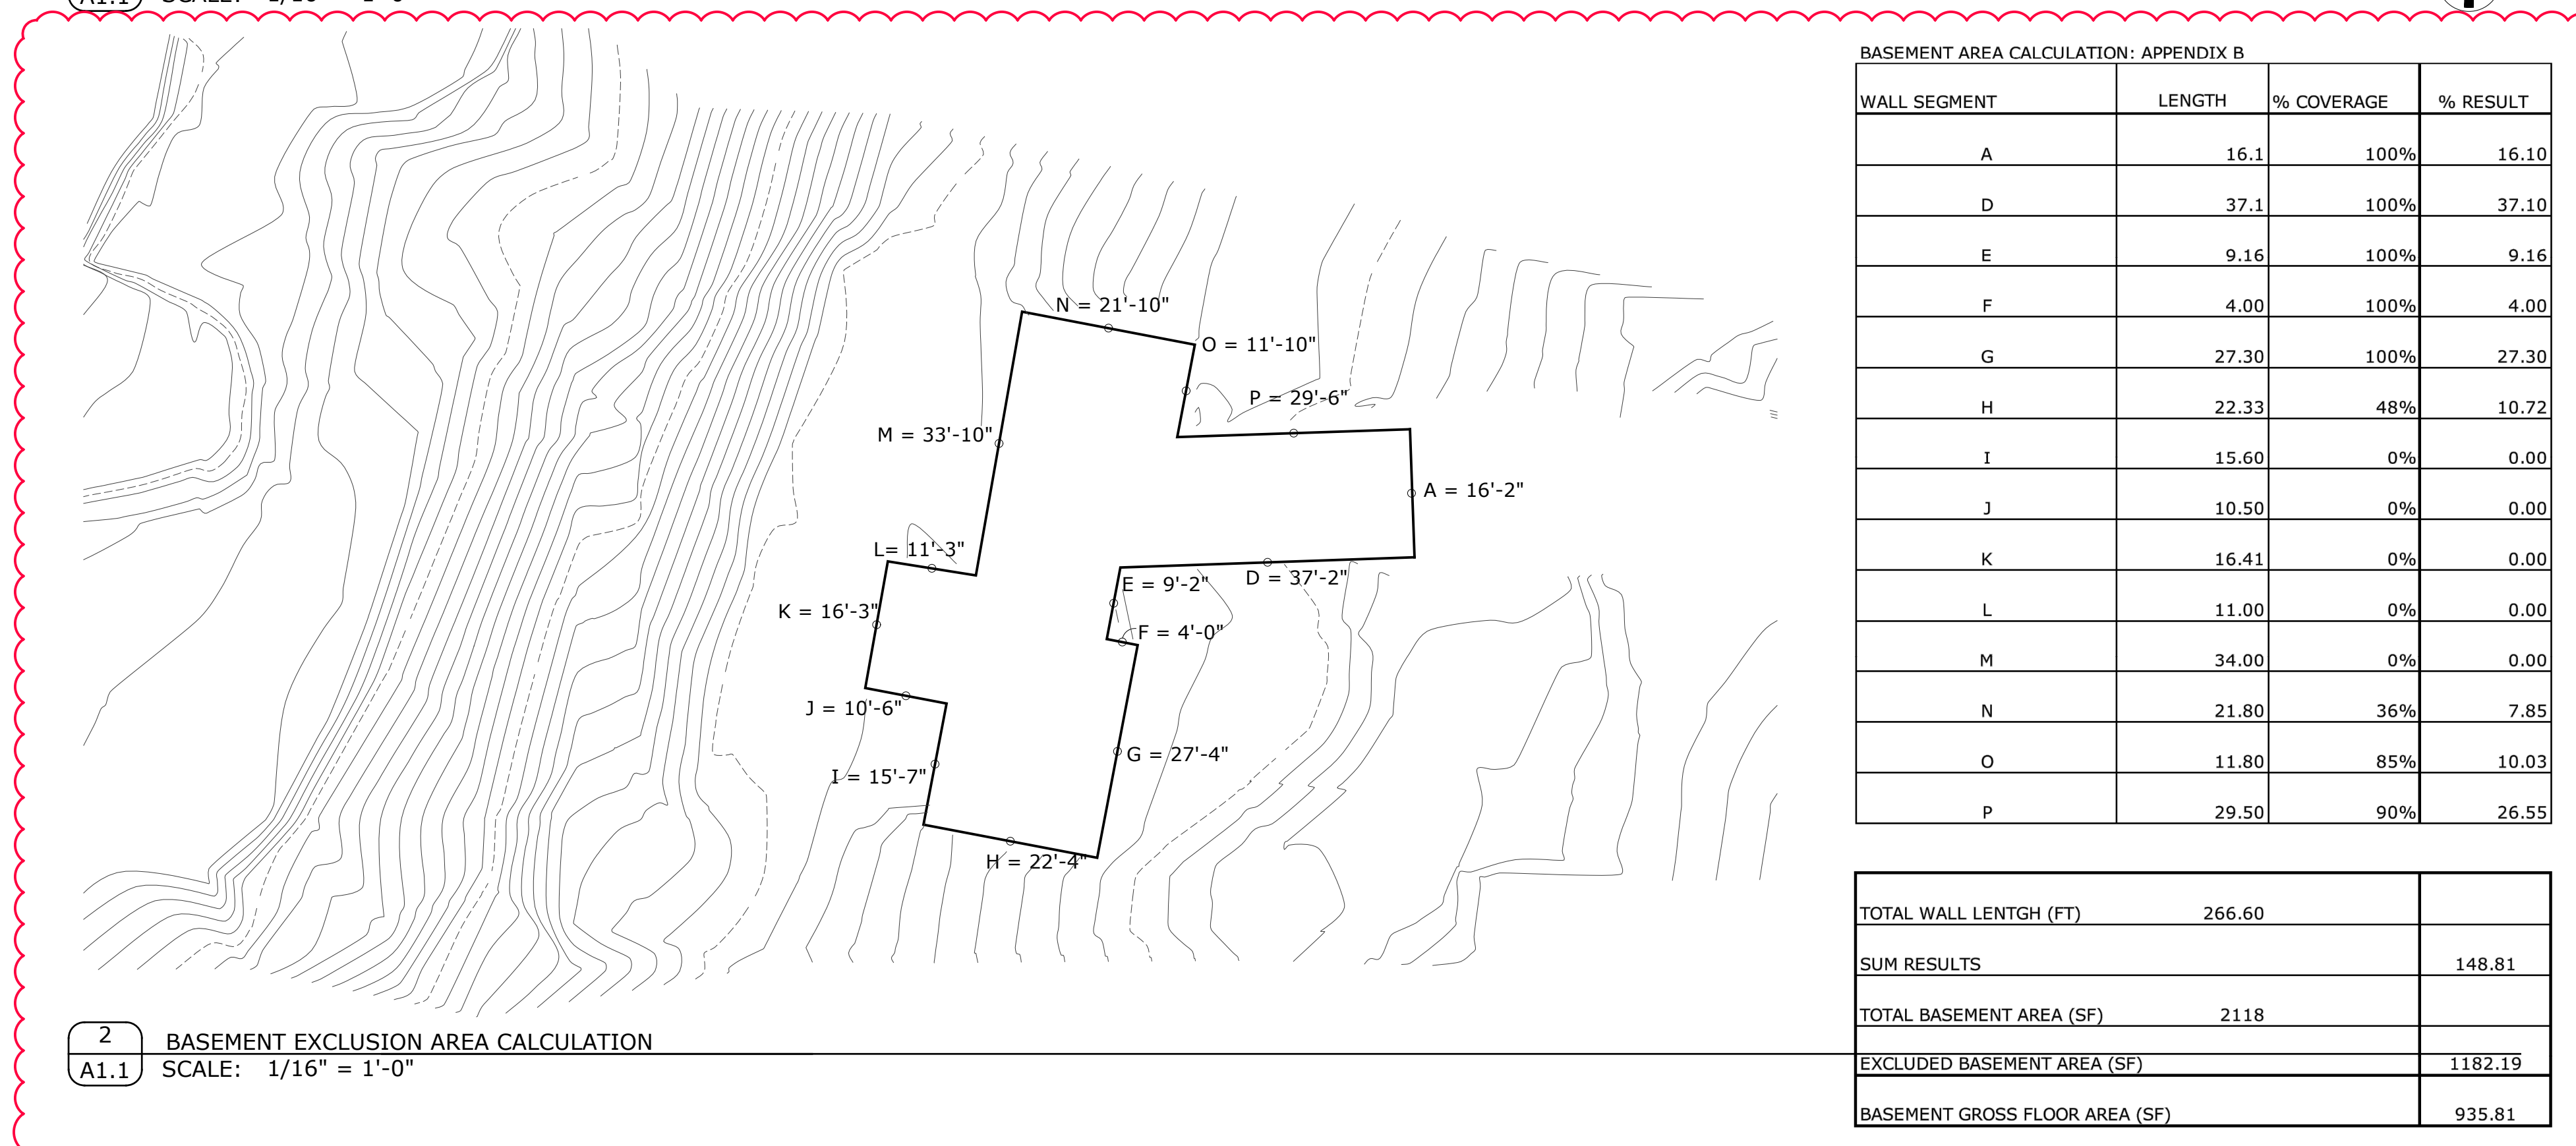 A1.1
BASEMENT AREA CALCULATION: APPENDIX B
WALL SEGMENT LENGTH % COVERAGE % RESULT
A 16.1 100% 16.10
D 37.1 100% 37.10
E 9.16 100% 9.16
F 4.00 100% 4.00
G 27.30 100% 27.30
H 22.33 48% 10.72
I 15.60 0% 0.00
J 10.50 0% 0.00
K 16.41 0% 0.00
L 11.00 0% 0.00
M 34.00 0% 0.00
N 21.80 36% 7.85
O 11.80 85% 10.03
P 29.50 90% 26.55
TOTAL WALL LENTGH (FT) 266.60
SUM RESULTS 148.81
TOTAL BASEMENT AREA (SF) 2118
EXCLUDED BASEMENT AREA (SF) 1182.19
BASEMENT GROSS FLOOR AREA (SF) 935.81
N = 21'-10"
O = 11'-10"
P = 29'-6"
M = 33'-10"
A = 16'-2"
L= 11'-3"
E = 9'-2"
D = 37'-2"
K = 16'-3"
F = 4'-0"
J = 10'-6"
G = 27'-4"
I = 15'-7"
H = 22'-4"
2
A1.1
BASEMENT EXCLUSION AREA CALCULATION
SCALE: 1/16" = 1'-0"